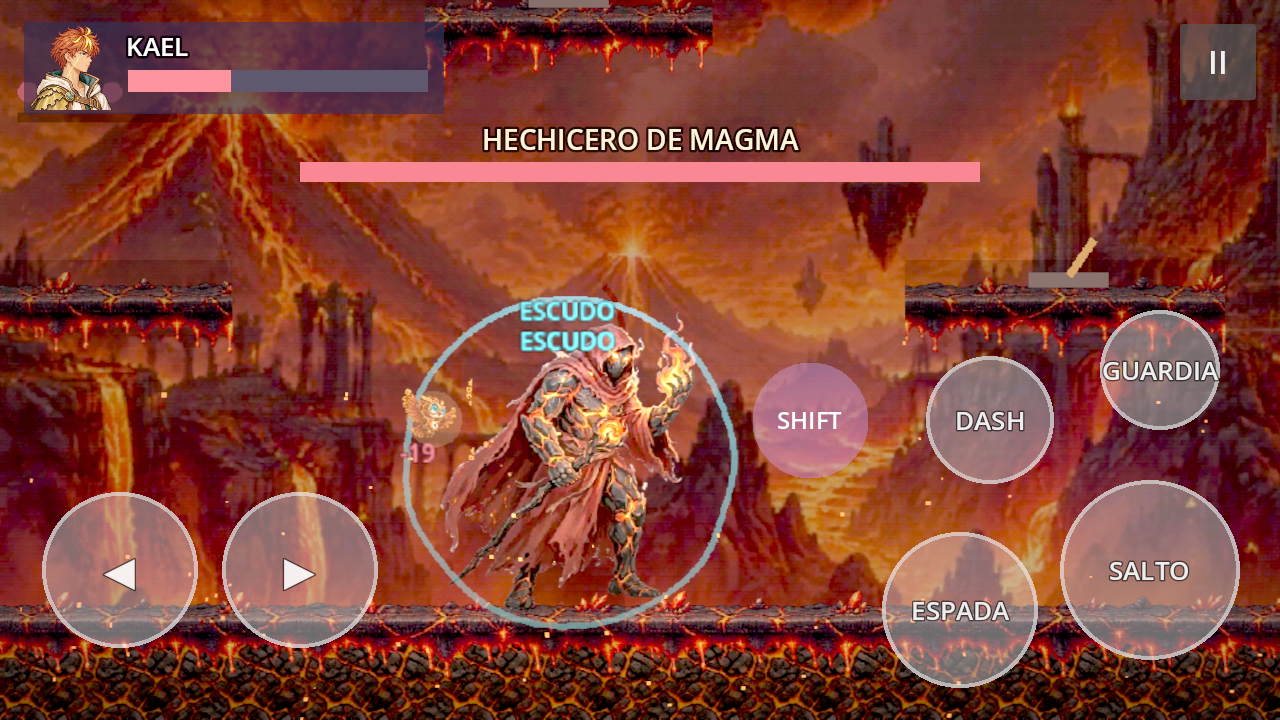 KAEL
HECHICERO DE MAGMA
ESCUDO
ESCUDO
-19
SHIFT
DASH
GUARDIA
ESPADA
SALTO